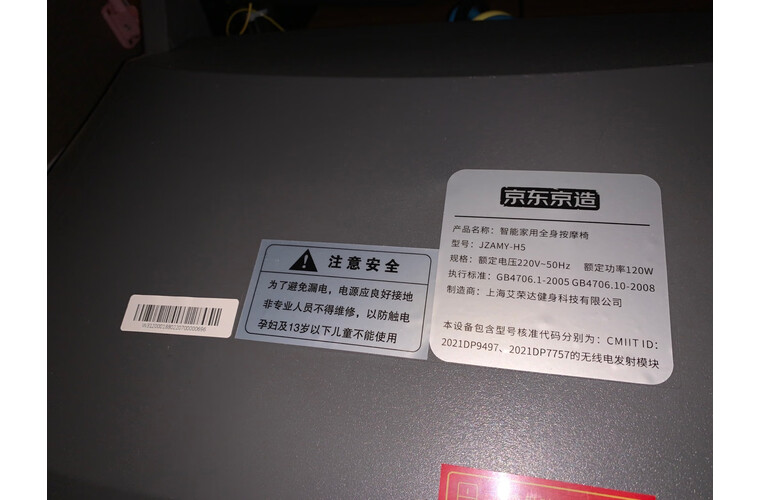 京东京造
产品名称：智能家用全身按摩椅
型号：JZAMY-H5
规格：额定电压220V~50Hz 额定功率120W
执行标准：GB4706.1-2005 GB4706.10-2008
制造商：上海艾荣达健身科技有限公司
本设备包含型号核准代码分别为：CMIIT ID：
2021DP9497、2021DP7757的无线电发射模块
注意安全
为了避免漏电，电源应良好接地
非专业人员不得维修，以防触电
孕妇及13岁以下儿童不能使用